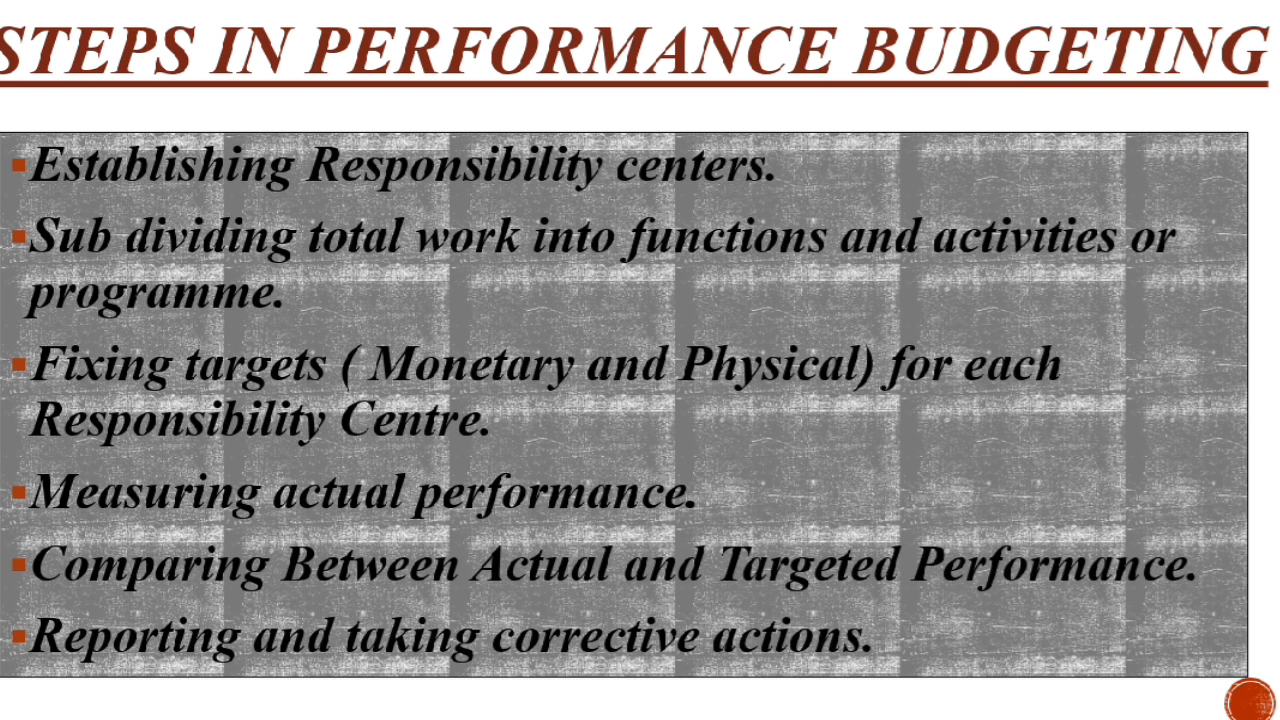 STEPS IN PERFORMANCE BUDGETING
▪Establishing Responsibility centers.
▪Sub dividing total work into functions and activities or
programme.
▪Fixing targets ( Monetary and Physical) for each
Responsibility Centre.
▪Measuring actual performance.
▪Comparing Between Actual and Targeted Performance.
▪Reporting and taking corrective actions.